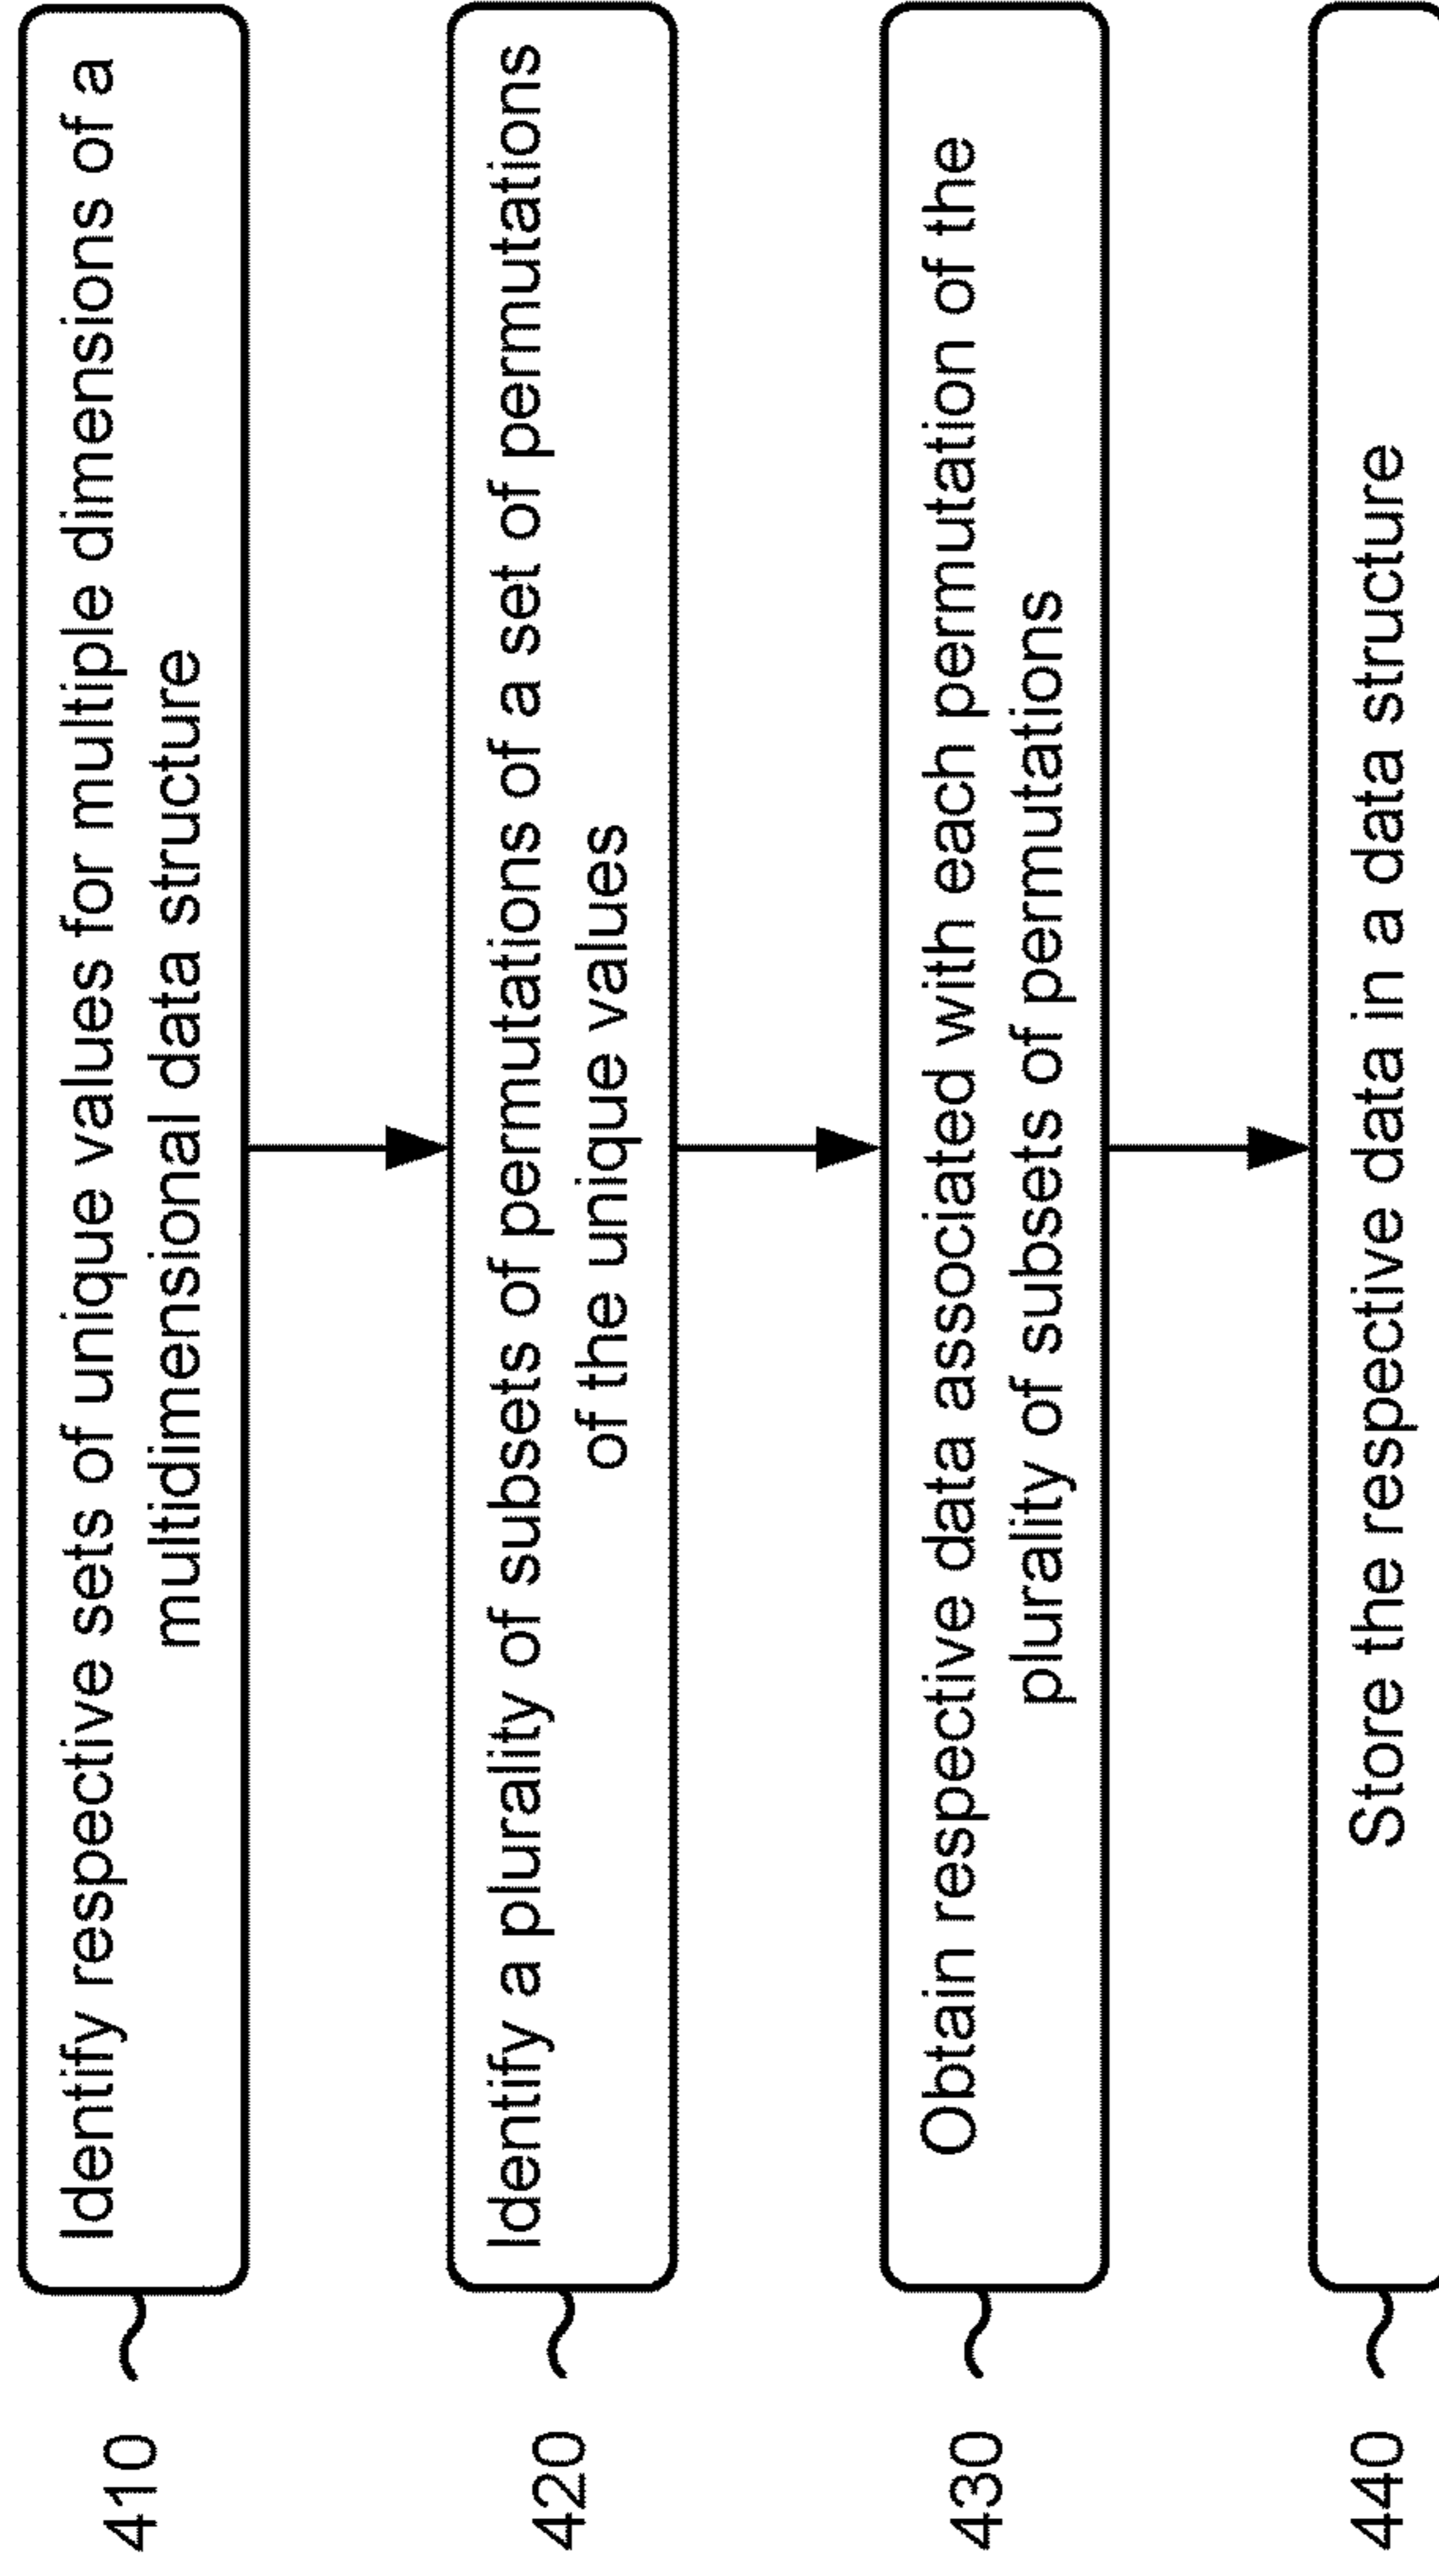 410
Identify respective sets of unique values for multiple dimensions of a
multidimensional data structure
420
Identify a plurality of subsets of permutations of a set of permutations
of the unique values
430
Obtain respective data associated with each permutation of the
plurality of subsets of permutations
440
Store the respective data in a data structure